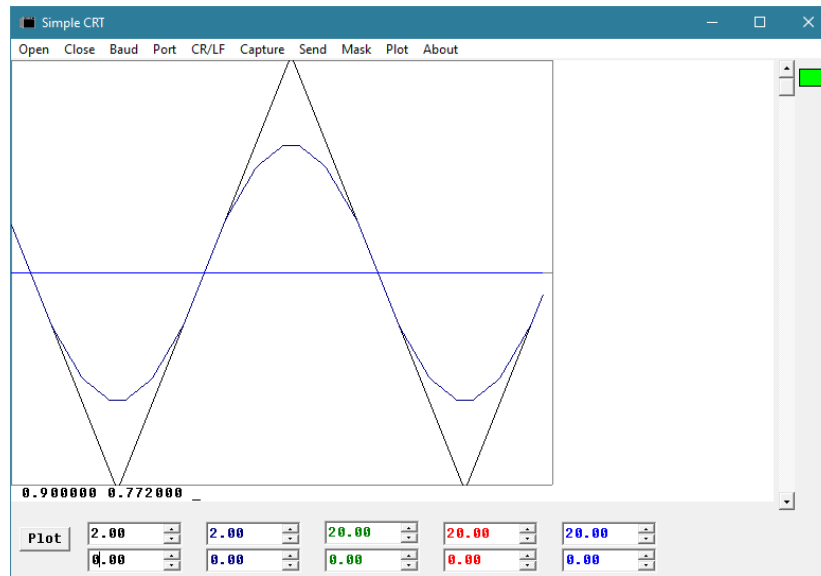 Simple CRT
Open Close Baud Port CR/LF Capture Send Mask Plot About
0.900000 0.772000 _
Plot 2.00 2.00 20.00 20.00 20.00
0.00 0.00 0.00 0.00 0.00